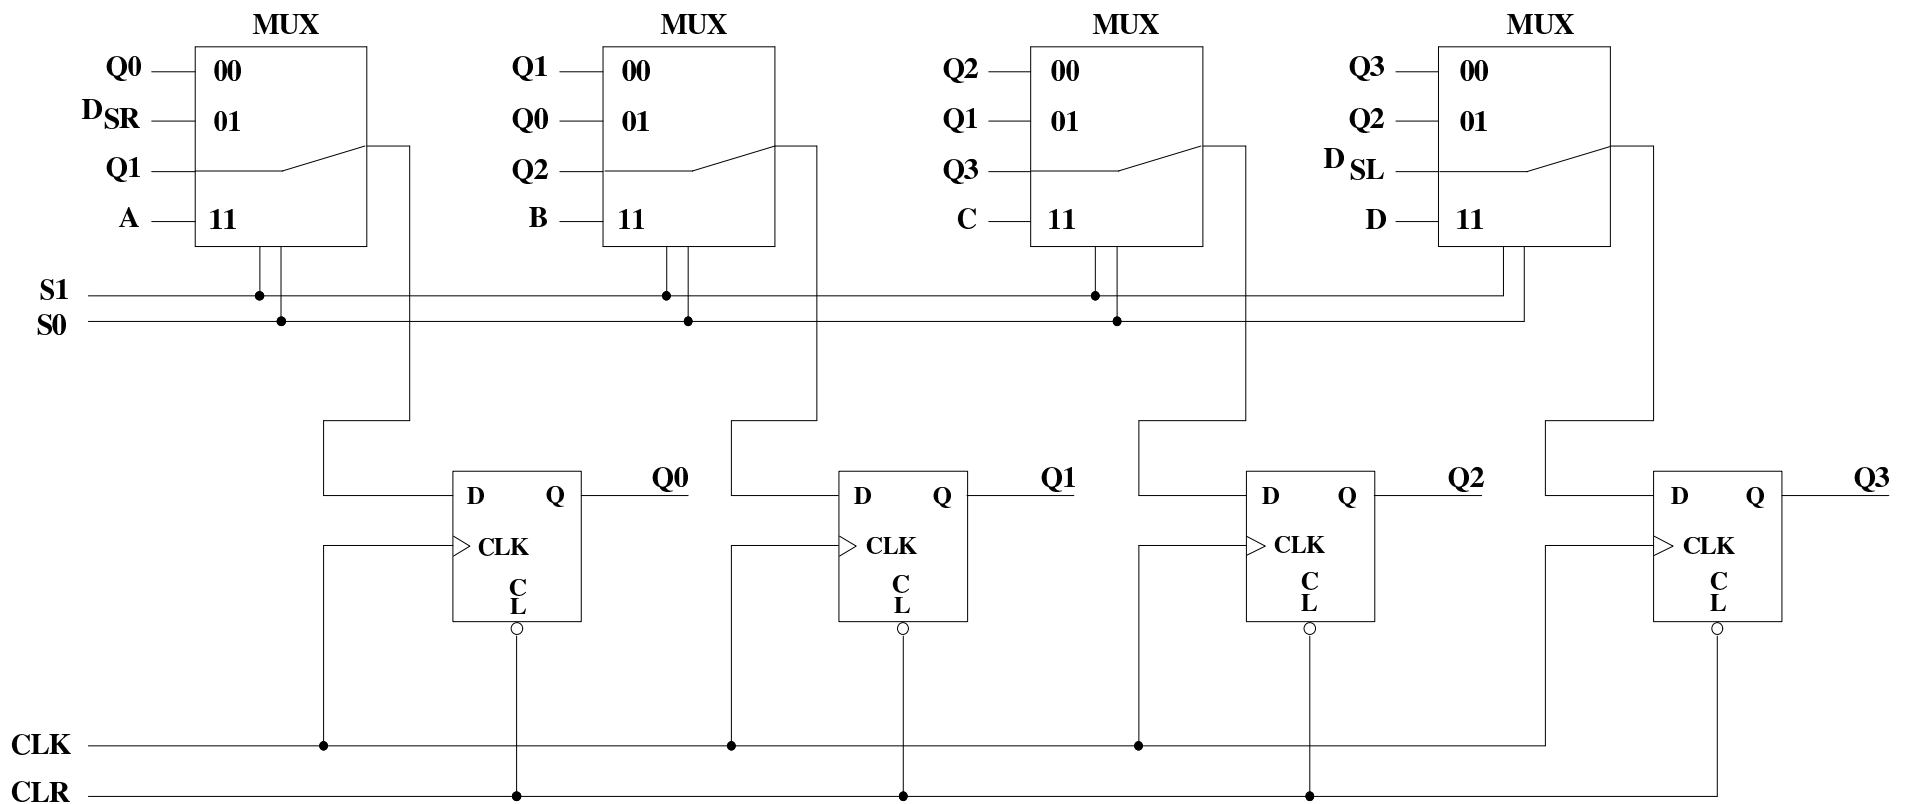 MUX MUX MUX MUX
Q0 00 Q1 00 Q2 00 Q3 00
DSR 01 Q0 01 Q1 01 Q2 01
Q1 Q2 Q3 DSL
A 11 B 11 C 11 D 11
S1
S0
Q0 Q1 Q2 Q3
D Q D Q D Q D Q
CLK CLK CLK CLK
C C C C
L L L L
CLK
CLR